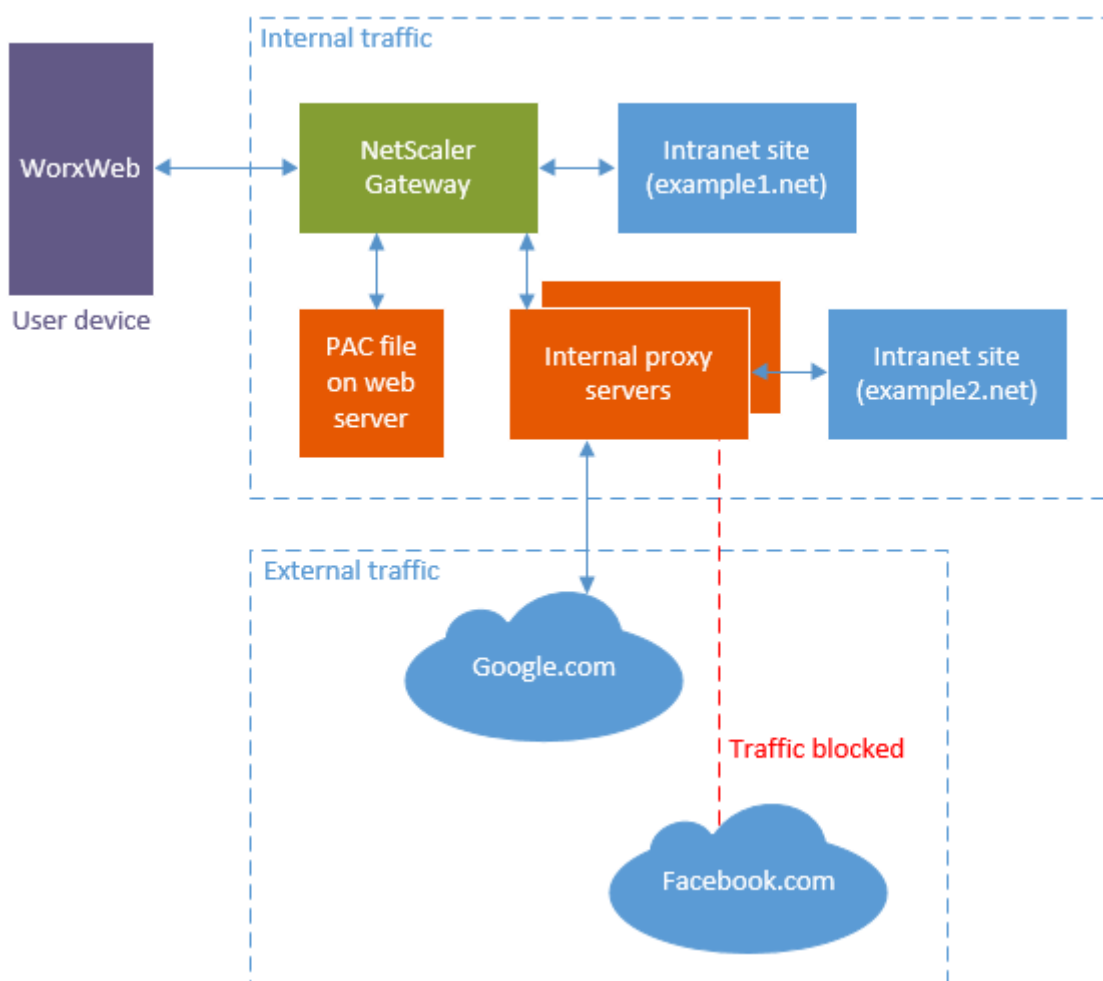 Internal traffic
WorxWeb
NetScaler
Gateway
Intranet site
(example1.net)
User device
PAC file
on web
server
Internal proxy
servers
Intranet site
(example2.net)
External traffic
Google.com
Traffic blocked
Facebook.com